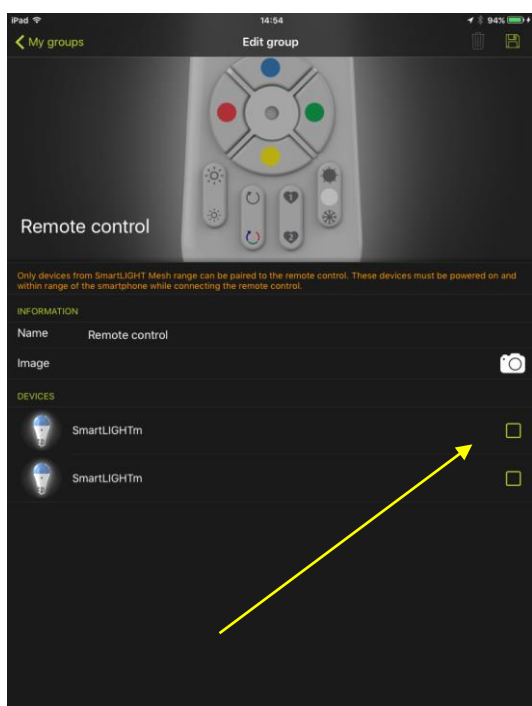 iPad 14:54 94%
My groups Edit group
Remote control
Only devices from SmartLIGHT Mesh range can be paired to the remote control. These devices must be powered on and
within range of the smartphone while connecting the remote control.
INFORMATION
Name Remote control
Image
DEVICES
SmartLIGHTm
SmartLIGHTm